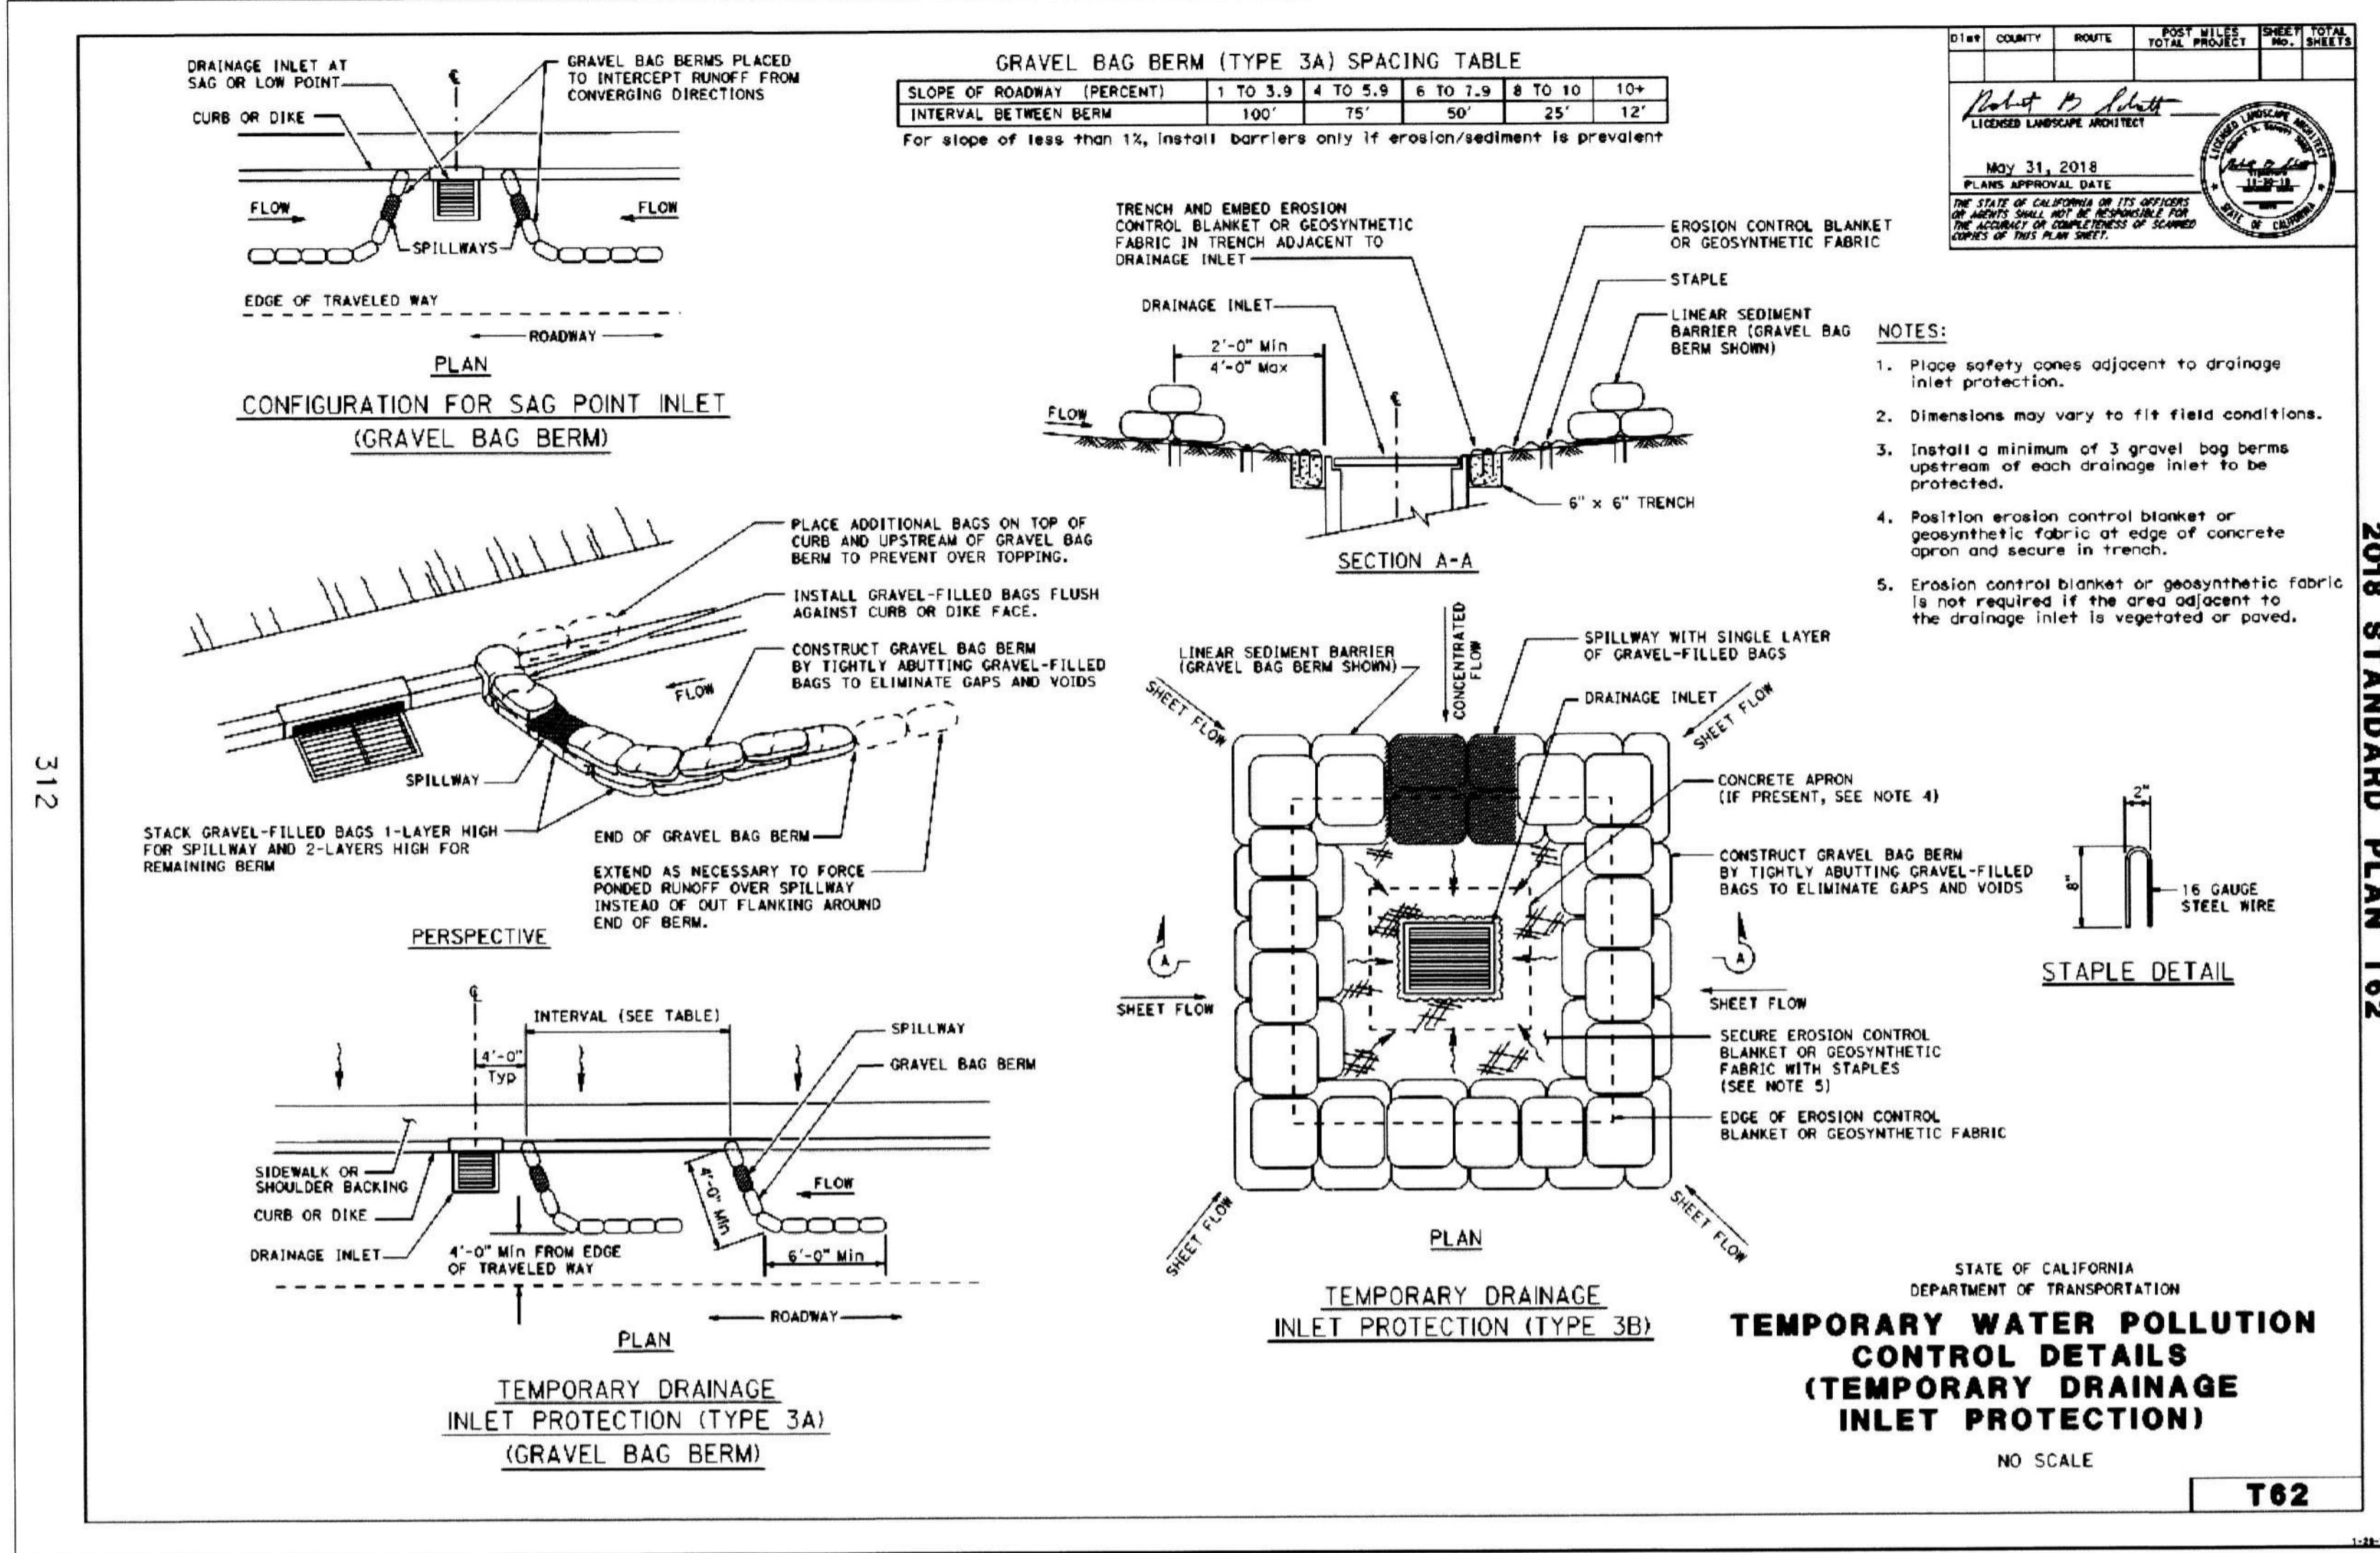 312
DRAINAGE INLET AT
SAG OR LOW POINT
CURB OR DIKE
GRAVEL BAG BERMS PLACED
TO INTERCEPT RUNOFF FROM
CONVERGING DIRECTIONS
FLOW
FLOW
SPILLWAYS
EDGE OF TRAVELED WAY
ROADWAY
PLAN
CONFIGURATION FOR SAG POINT INLET
(GRAVEL BAG BERM)
GRAVEL BAG BERM (TYPE 3A) SPACING TABLE
SLOPE OF ROADWAY (PERCENT) 1 TO 3.9 4 TO 5.9 6 TO 7.9 8 TO 10 10+
INTERVAL BETWEEN BERM 100' 75' 50' 25' 12'
For slope of less than 1%, install barriers only if erosion/sediment is prevalent
Dist COUNTY ROUTE POST MILES TOTAL PROJECT SHEET No. TOTAL SHEETS
LICENSED LANDSCAPE ARCHITECT
May 31, 2018
PLANS APPROVAL DATE
THE STATE OF CALIFORNIA OR ITS OFFICERS
OR AGENTS SHALL NOT BE RESPONSIBLE FOR
THE ACCURACY OR COMPLETENESS OF SCANNED
COPIES OF THIS PLAN SHEET.
LICENSED LANDSCAPE ARCHITECT
STATE OF CALIFORNIA
TRENCH AND EMBED EROSION
CONTROL BLANKET OR GEOSYNTHETIC
FABRIC IN TRENCH ADJACENT TO
DRAINAGE INLET
DRAINAGE INLET
2'-0" Min
4'-0" Max
FLOW
EROSION CONTROL BLANKET
OR GEOSYNTHETIC FABRIC
STAPLE
LINEAR SEDIMENT
BARRIER (GRAVEL BAG
BERM SHOWN)
6" x 6" TRENCH
SECTION A-A
NOTES:
1. Place safety cones adjacent to drainage
inlet protection.
2. Dimensions may vary to fit field conditions.
3. Install a minimum of 3 gravel bag berms
upstream of each drainage inlet to be
protected.
4. Position erosion control blanket or
geosynthetic fabric at edge of concrete
apron and secure in trench.
5. Erosion control blanket or geosynthetic fabric
is not required if the area adjacent to
the drainage inlet is vegetated or paved.
PLACE ADDITIONAL BAGS ON TOP OF
CURB AND UPSTREAM OF GRAVEL BAG
BERM TO PREVENT OVER TOPPING.
INSTALL GRAVEL-FILLED BAGS FLUSH
AGAINST CURB OR DIKE FACE.
CONSTRUCT GRAVEL BAG BERM
BY TIGHTLY ABUTTING GRAVEL-FILLED
BAGS TO ELIMINATE GAPS AND VOIDS
FLOW
SPILLWAY
STACK GRAVEL-FILLED BAGS 1-LAYER HIGH
FOR SPILLWAY AND 2-LAYERS HIGH FOR
REMAINING BERM
END OF GRAVEL BAG BERM
EXTEND AS NECESSARY TO FORCE
PONDED RUNOFF OVER SPILLWAY
INSTEAD OF OUT FLANKING AROUND
END OF BERM.
PERSPECTIVE
INTERVAL (SEE TABLE)
4'-0"
Typ
SPILLWAY
GRAVEL BAG BERM
SIDEWALK OR
SHOULDER BACKING
CURB OR DIKE
DRAINAGE INLET
4'-0" Min FROM EDGE
OF TRAVELED WAY
4'-0" Min
FLOW
6'-0" Min
ROADWAY
PLAN
TEMPORARY DRAINAGE
INLET PROTECTION (TYPE 3A)
(GRAVEL BAG BERM)
LINEAR SEDIMENT BARRIER
(GRAVEL BAG BERM SHOWN)
CONCENTRATED
FLOW
SPILLWAY WITH SINGLE LAYER
OF GRAVEL-FILLED BAGS
DRAINAGE INLET
SHEET FLOW
SHEET FLOW
CONCRETE APRON
(IF PRESENT, SEE NOTE 4)
CONSTRUCT GRAVEL BAG BERM
BY TIGHTLY ABUTTING GRAVEL-FILLED
BAGS TO ELIMINATE GAPS AND VOIDS
A
A
SHEET FLOW
SHEET FLOW
SECURE EROSION CONTROL
BLANKET OR GEOSYNTHETIC
FABRIC WITH STAPLES
(SEE NOTE 5)
EDGE OF EROSION CONTROL
BLANKET OR GEOSYNTHETIC FABRIC
SHEET FLOW
SHEET FLOW
PLAN
TEMPORARY DRAINAGE
INLET PROTECTION (TYPE 3B)
2"
8"
16 GAUGE
STEEL WIRE
STAPLE DETAIL
STATE OF CALIFORNIA
DEPARTMENT OF TRANSPORTATION
TEMPORARY WATER POLLUTION
CONTROL DETAILS
(TEMPORARY DRAINAGE
INLET PROTECTION)
NO SCALE
T62
2018 STANDARD PLAN T62